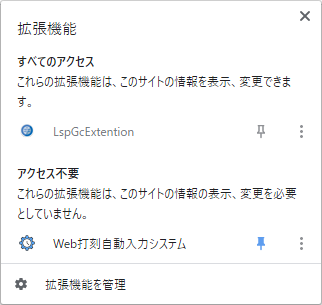 拡張機能
すべてのアクセス
これらの拡張機能は、このサイトの情報を表示、変更できま
す。
LspGcExtention
アクセス不要
これらの拡張機能は、このサイトの情報の表示、変更を必要
としていません。
Web打刻自動入力システム
拡張機能を管理